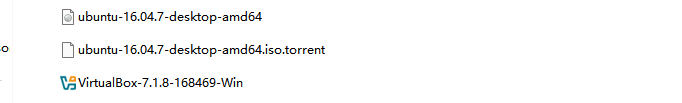 ubuntu-16.04.7-desktop-amd64
ubuntu-16.04.7-desktop-amd64.iso.torrent
VirtualBox-7.1.8-168469-Win